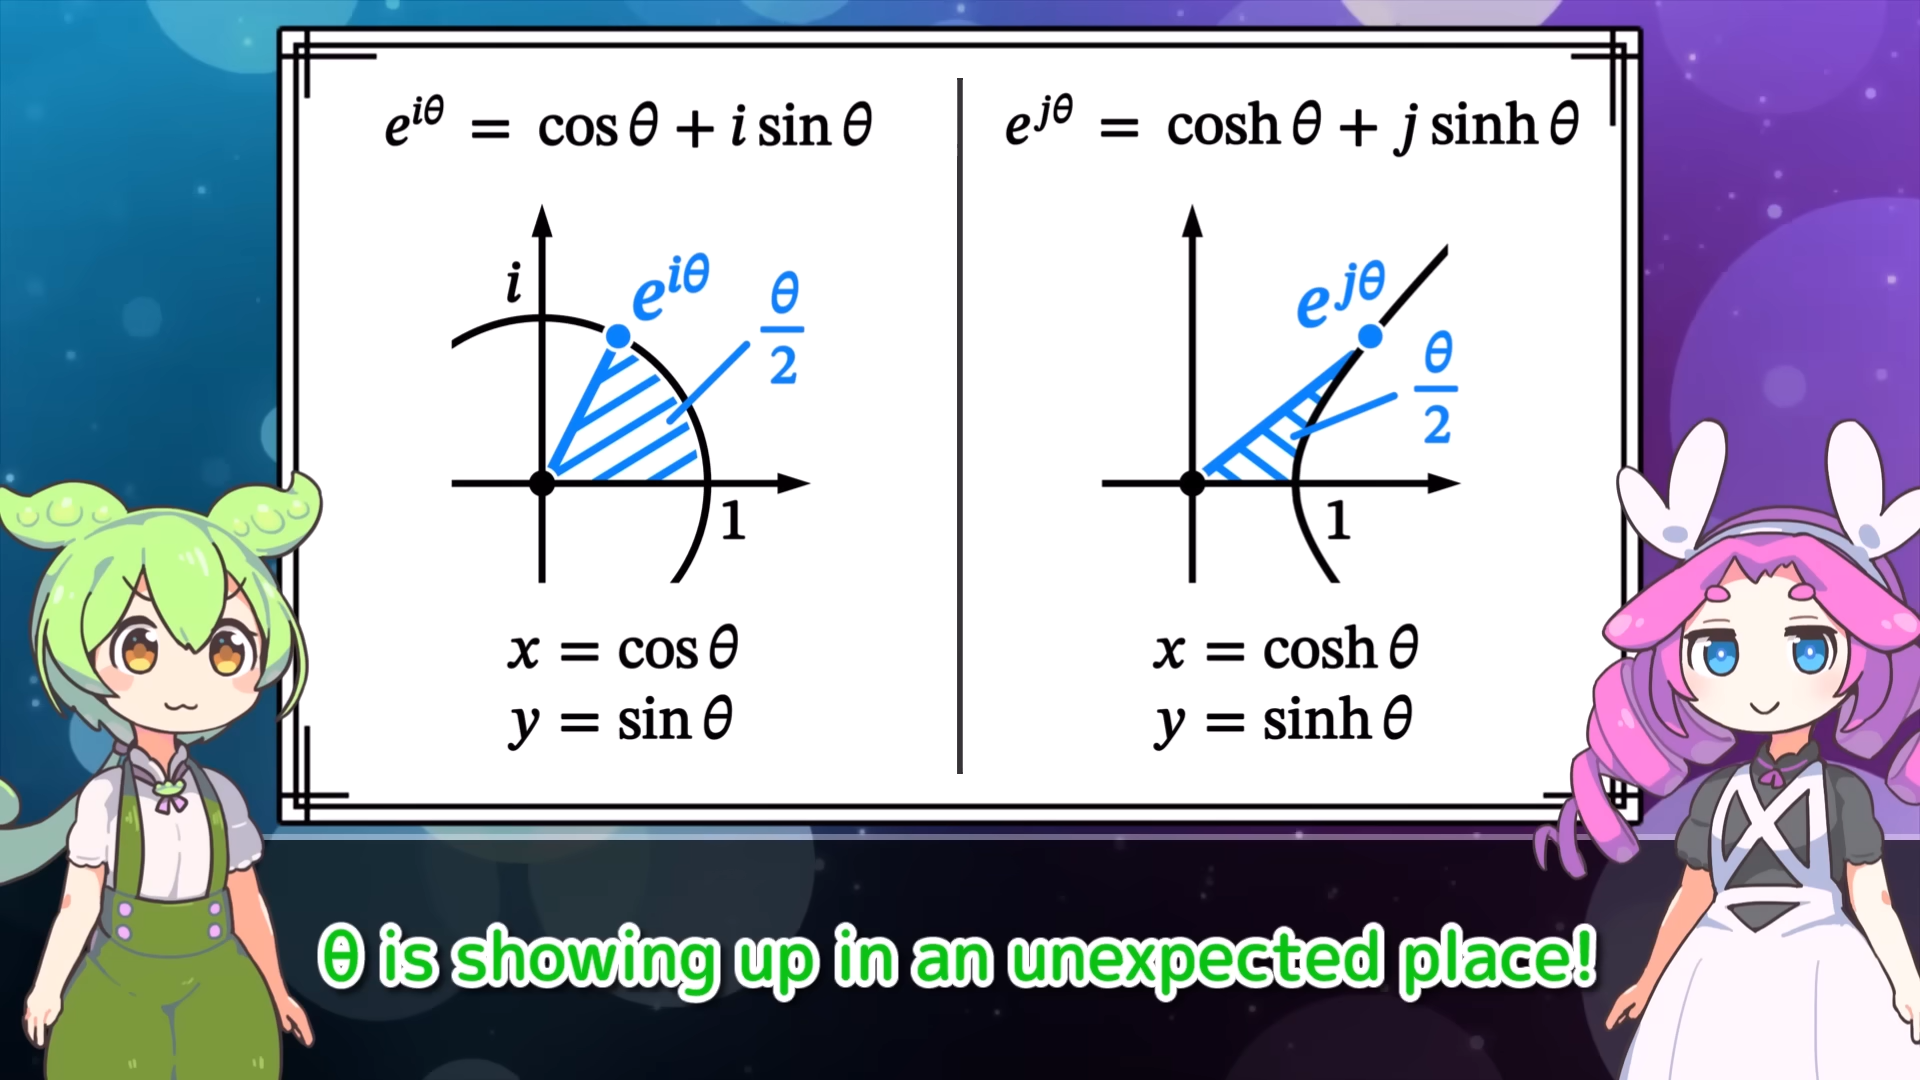 e^{iθ} = cos θ + i sin θ
i
e^{iθ}
θ/2
1
x = cos θ
y = sin θ
e^{jθ} = cosh θ + j sinh θ
e^{jθ}
θ/2
1
x = cosh θ
y = sinh θ
θ is showing up in an unexpected place!